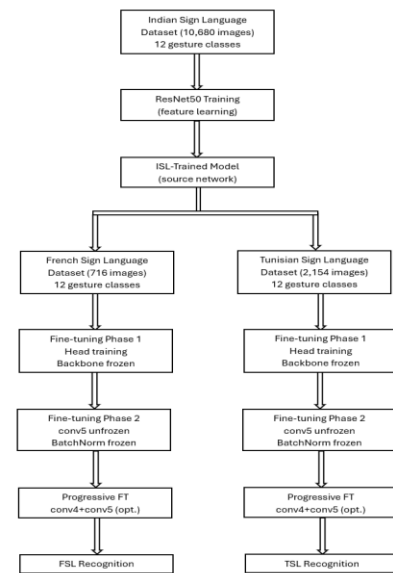 Indian Sign Language
Dataset (10,680 images)
12 gesture classes
ResNet50 Training
(feature learning)
ISL-Trained Model
(source network)
French Sign Language
Dataset (716 images)
12 gesture classes
Fine-tuning Phase 1
Head training
Backbone frozen
Fine-tuning Phase 2
conv5 unfrozen
BatchNorm frozen
Progressive FT
conv4+conv5 (opt.)
FSL Recognition
Tunisian Sign Language
Dataset (2,154 images)
12 gesture classes
Fine-tuning Phase 1
Head training
Backbone frozen
Fine-tuning Phase 2
conv5 unfrozen
BatchNorm frozen
Progressive FT
conv4+conv5 (opt.)
TSL Recognition